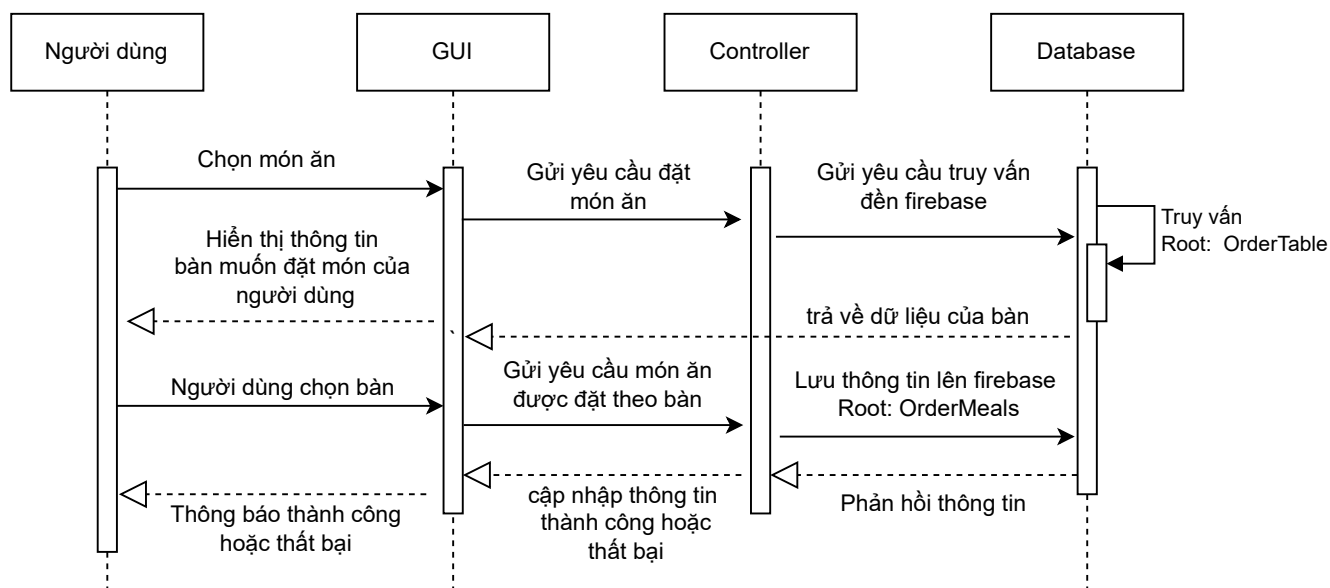 Người dùng
GUI
Controller
Database
Chọn món ăn
Gửi yêu cầu đặt
món ăn
Gửi yêu cầu truy vấn
đền firebase
Truy vấn
Root: OrderTable
Hiển thị thông tin
bàn muốn đặt món của
người dùng
trả về dữ liệu của bàn
Người dùng chọn bàn
Gửi yêu cầu món ăn
được đặt theo bàn
Lưu thông tin lên firebase
Root: OrderMeals
Thông báo thành công
hoặc thất bại
cập nhập thông tin
thành công hoặc
thất bại
Phản hồi thông tin